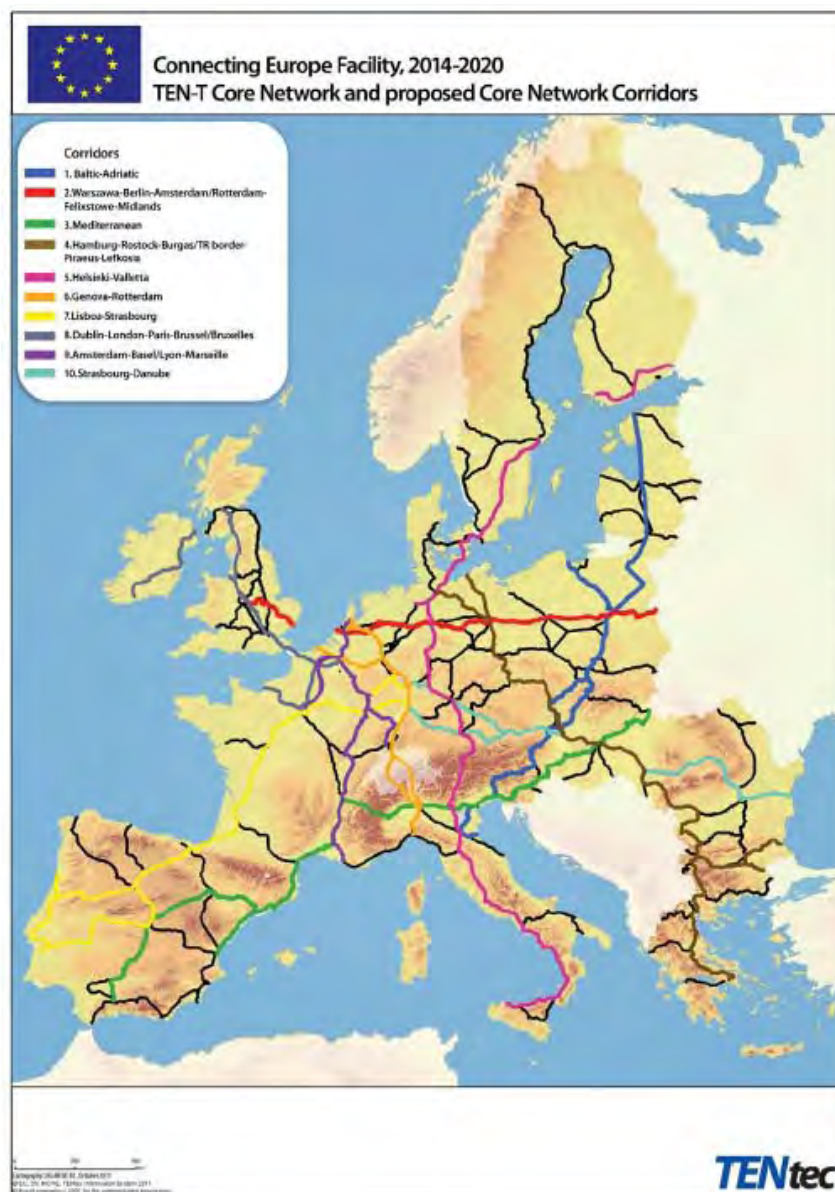 Connecting Europe Facility, 2014-2020
TEN-T Core Network and proposed Core Network Corridors
Corridors
1. Baltic-Adriatic
2.Warszawa-Berlin-Amsterdam/Rotterdam-
Felixstowe-Midlands
3.Mediterranean
4.Hamburg-Rostock-Burgas/TR border-
Piraeus-Lefkosia
5.Helsinki-Valletta
6.Genova-Rotterdam
7.Lisboa-Strasbourg
8.Dublin-London-Paris-Brussel/Bruxelles
9.Amsterdam-Basel/Lyon-Marseille
10.Strasbourg-Danube
TENtec